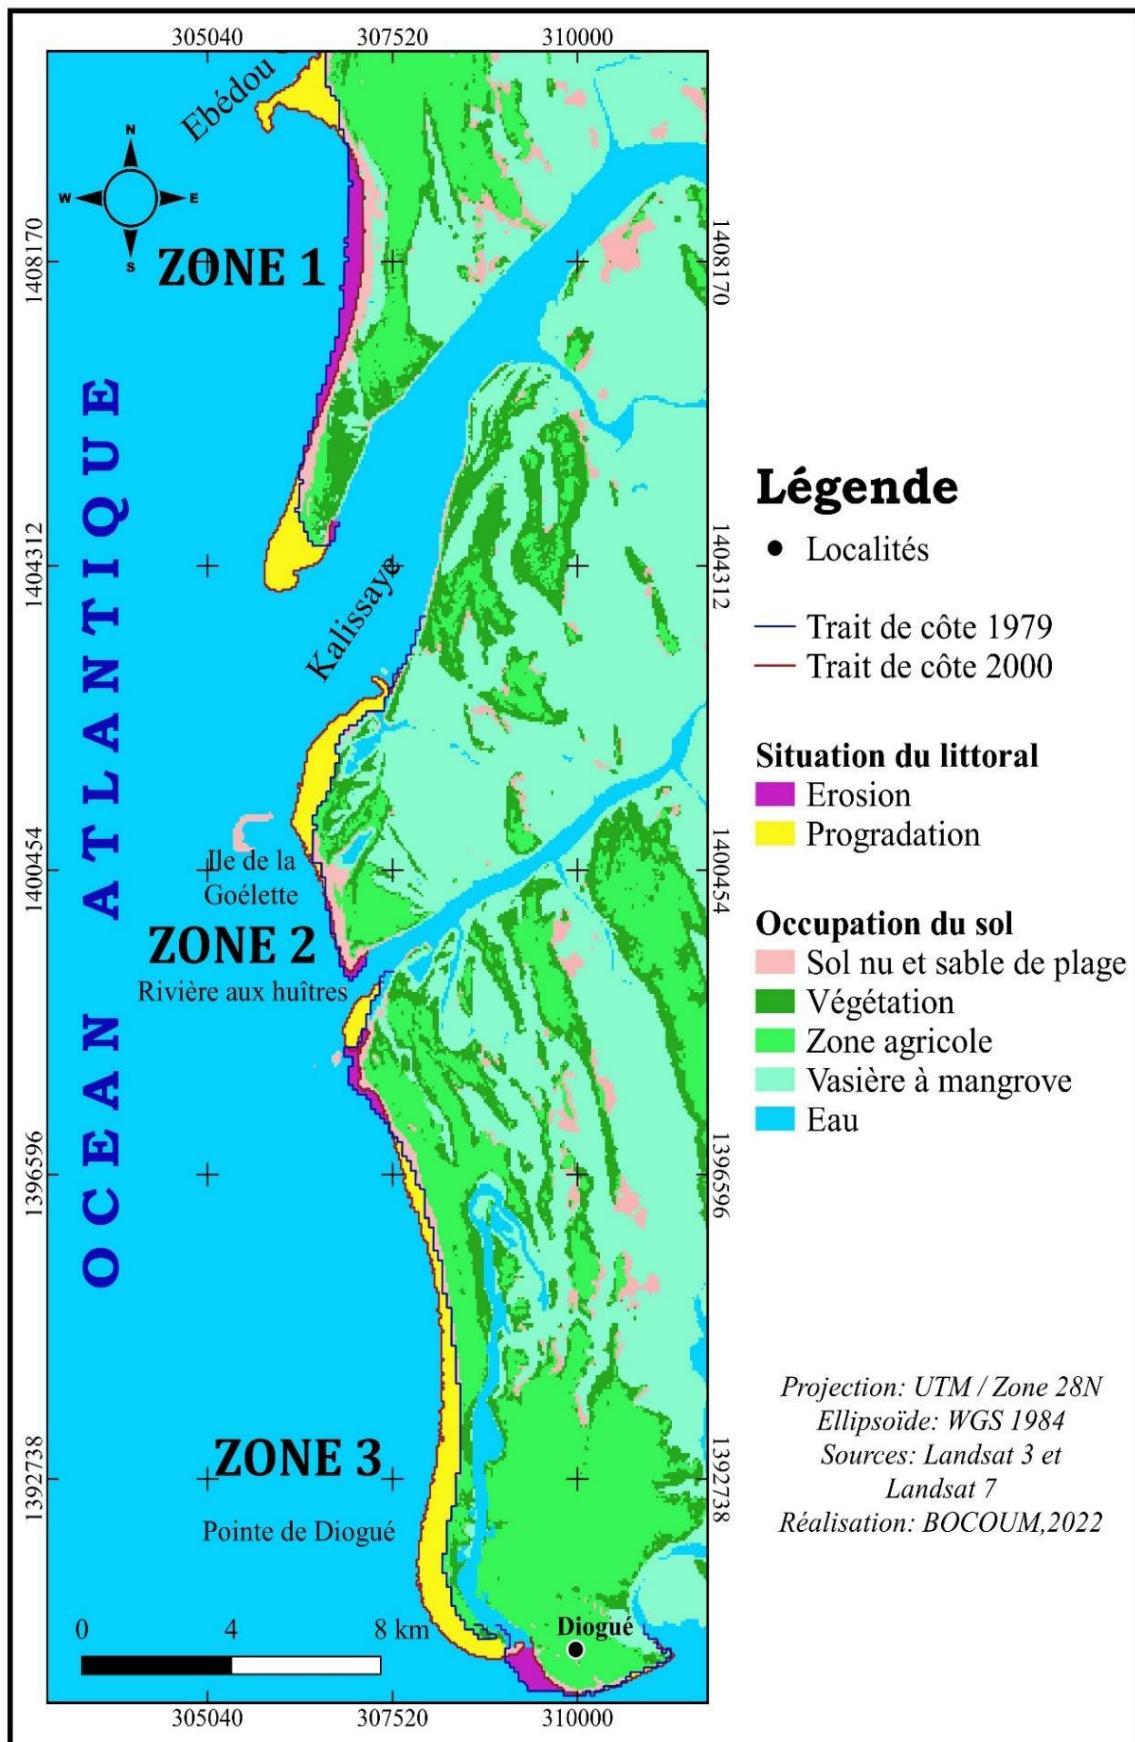 305040 307520 310000
Ebédou
N
W E
S
ZONE 1
1408170
1408170
OCEAN ATLANTIQUE
1404312
1404312
Kalissaye
1400454
1400454
Ile de la
Goélette
ZONE 2
Rivière aux huîtres
1396596
1396596
ZONE 3
1392738
1392738
Pointe de Diogué
Diogué
0 4 8 km
305040 307520 310000
Légende
Localités
Trait de côte 1979
Trait de côte 2000
Situation du littoral
Erosion
Progradation
Occupation du sol
Sol nu et sable de plage
Végétation
Zone agricole
Vasière à mangrove
Eau
Projection: UTM / Zone 28N
Ellipsoïde: WGS 1984
Sources: Landsat 3 et
Landsat 7
Réalisation: BOCOUM,2022